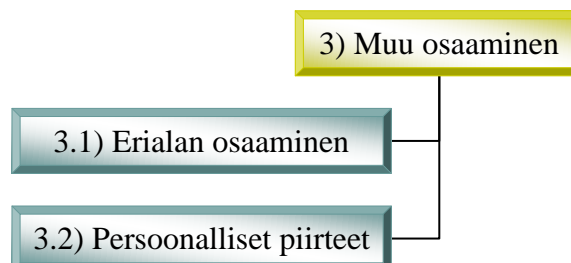 3) Muu osaaminen
3.1) Erialan osaaminen
3.2) Persoonalliset piirteet